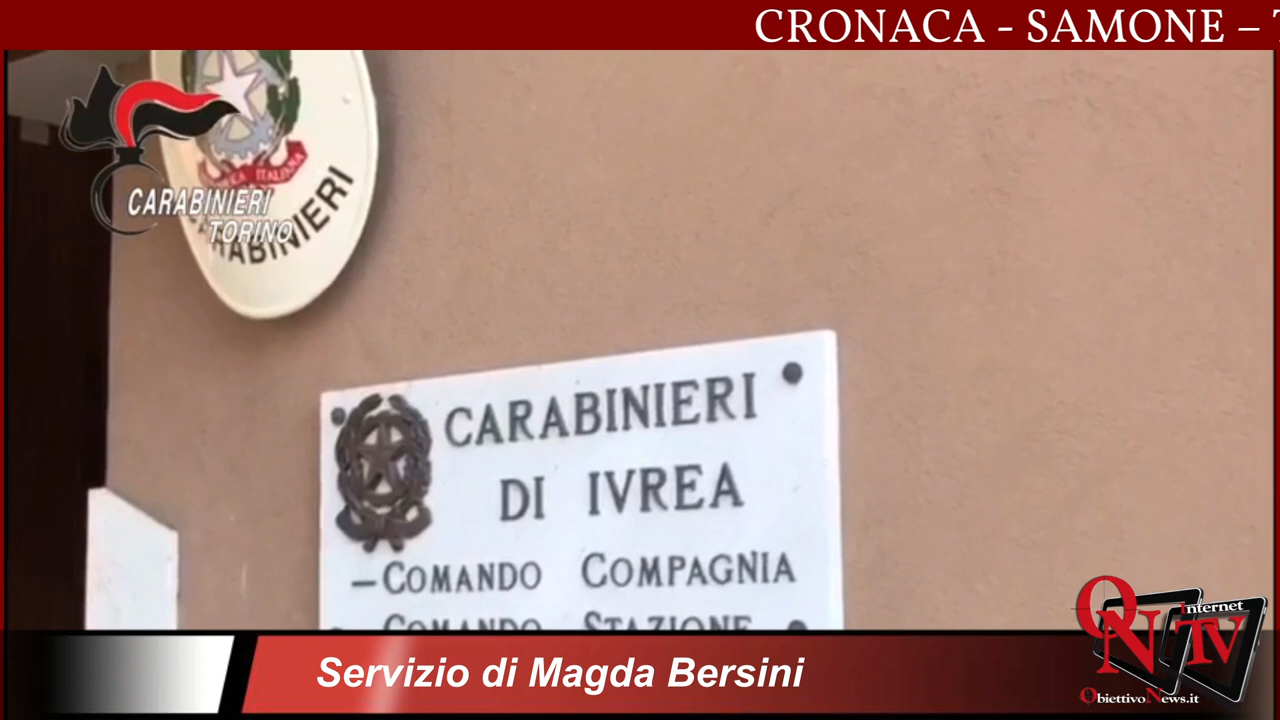 CRONACA - SAMONE –
CARABINIERI
TORINO
ITALIANA
CARABINIERI
CARABINIERI
DI IVREA
– COMANDO COMPAGNIA
COMANDO STAZIONE
Servizio di Magda Bersini
ON Internet TV
ObiettivoNews.it